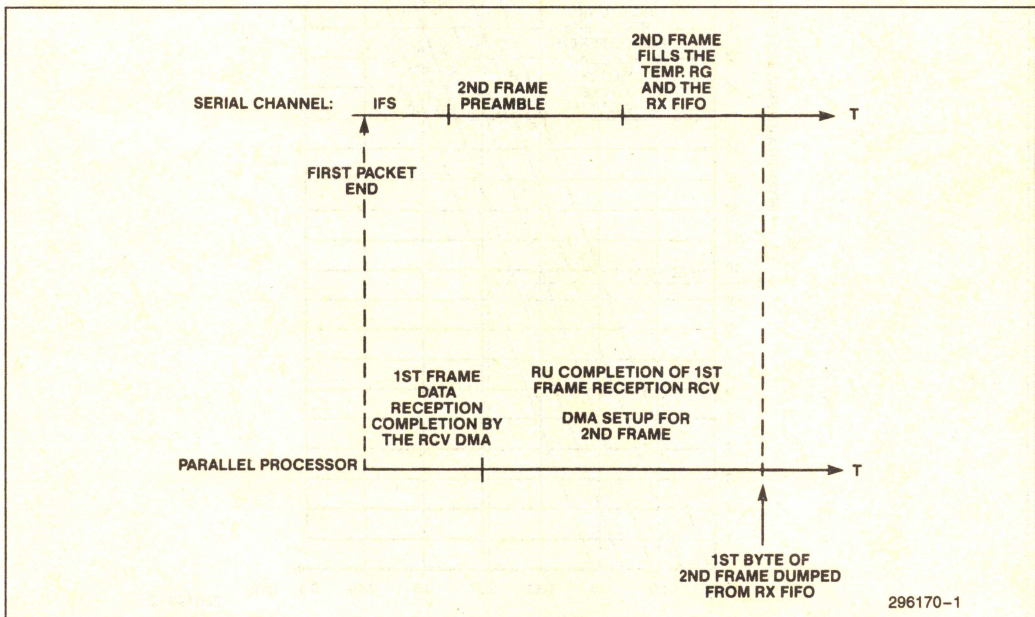 2ND FRAME
FILLS THE
TEMP. RG
AND THE
RX FIFO
2ND FRAME
PREAMBLE
SERIAL CHANNEL:
IFS
T
FIRST PACKET
END
1ST FRAME
DATA
RECEPTION
COMPLETION BY
THE RCV DMA
RU COMPLETION OF 1ST
FRAME RECEPTION RCV
DMA SETUP FOR
2ND FRAME
PARALLEL PROCESSOR
T
1ST BYTE OF
2ND FRAME DUMPED
FROM RX FIFO
296170-1